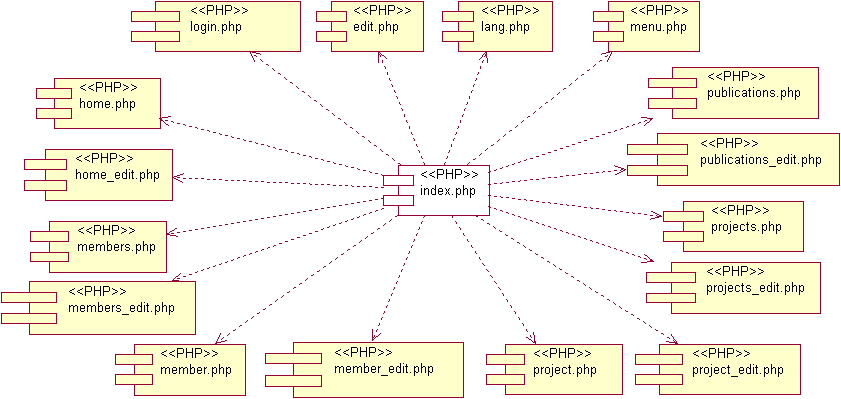 <<PHP>>
login.php
<<PHP>>
edit.php
<<PHP>>
lang.php
<<PHP>>
menu.php
<<PHP>>
home.php
<<PHP>>
publications.php
<<PHP>>
home_edit.php
<<PHP>>
publications_edit.php
<<PHP>>
index.php
<<PHP>>
members.php
<<PHP>>
projects.php
<<PHP>>
members_edit.php
<<PHP>>
projects_edit.php
<<PHP>>
member.php
<<PHP>>
member_edit.php
<<PHP>>
project.php
<<PHP>>
project_edit.php